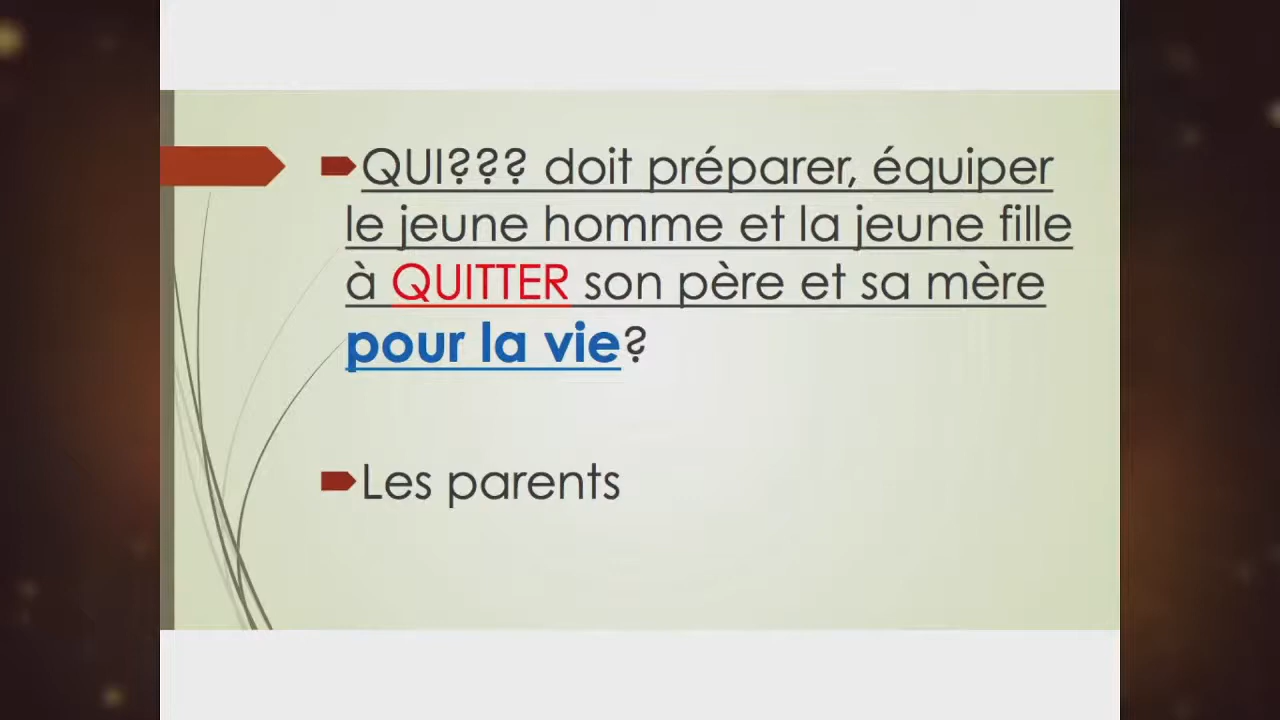 QUI??? doit préparer, équiper
le jeune homme et la jeune fille
à QUITTER son père et sa mère
pour la vie?
Les parents